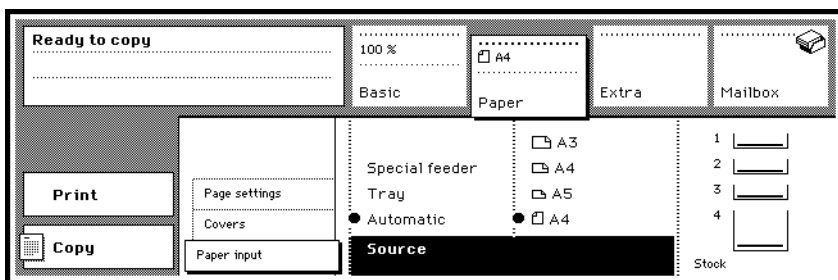 Ready to copy
100 %
Basic
A4
Paper
Extra
Mailbox
Print
Copy
Page settings
Covers
Paper input
Special feeder
Tray
Automatic
Source
A3
A4
A5
A4
1
2
3
4
Stock